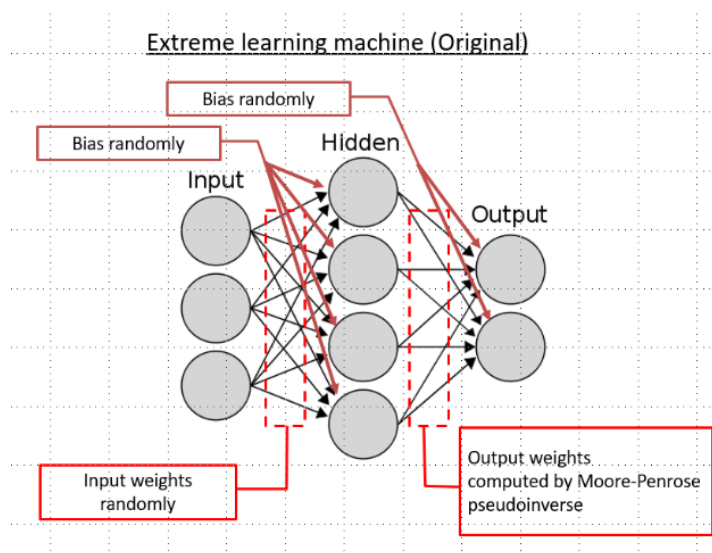 Extreme learning machine (Original)
Bias randomly
Bias randomly
Hidden
Input
Output
Input weights
randomly
Output weights
computed by Moore-Penrose
pseudoinverse